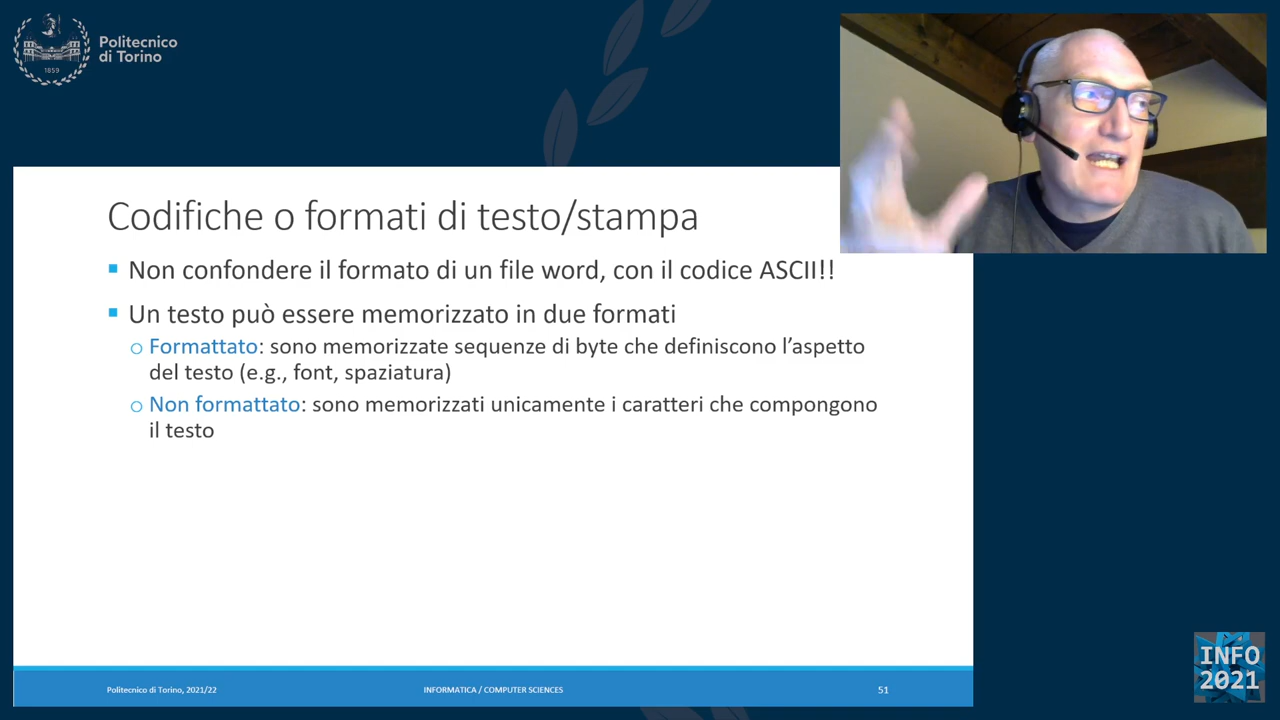 Politecnico
di Torino
1859
Codifiche o formati di testo/stampa
Non confondere il formato di un file word, con il codice ASCII!!
Un testo può essere memorizzato in due formati
Formattato: sono memorizzate sequenze di byte che definiscono l’aspetto
del testo (e.g., font, spaziatura)
Non formattato: sono memorizzati unicamente i caratteri che compongono
il testo
Politecnico di Torino, 2021/22
INFORMATICA / COMPUTER SCIENCES
51
INFO
2021